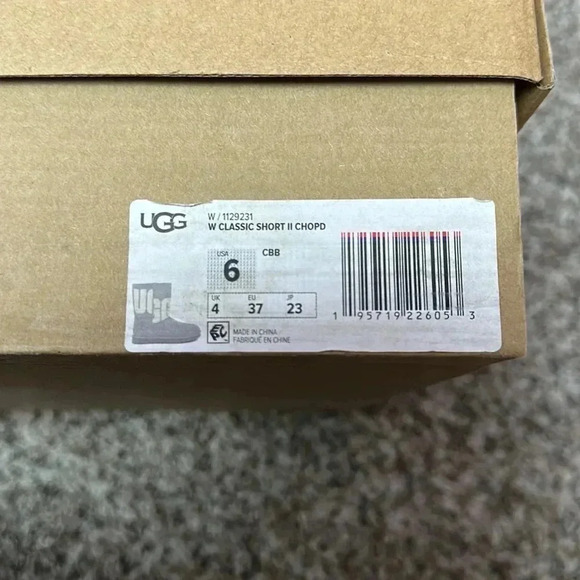 UGG
W / 1129231
W CLASSIC SHORT II CHOPD
USA
6
CBB
UK EU JP
4 37 23
MADE IN CHINA
FABRIQUÉ EN CHINE
1 95719 22605 3
UGG